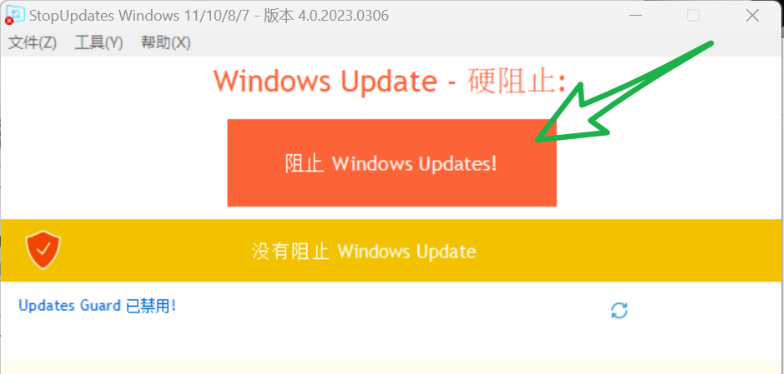 StopUpdates Windows 11/10/8/7 - 版本 4.0.2023.0306
文件(Z) 工具(Y) 帮助(X)
Windows Update - 硬阻止:
阻止 Windows Updates!
没有阻止 Windows Update
Updates Guard 已禁用!